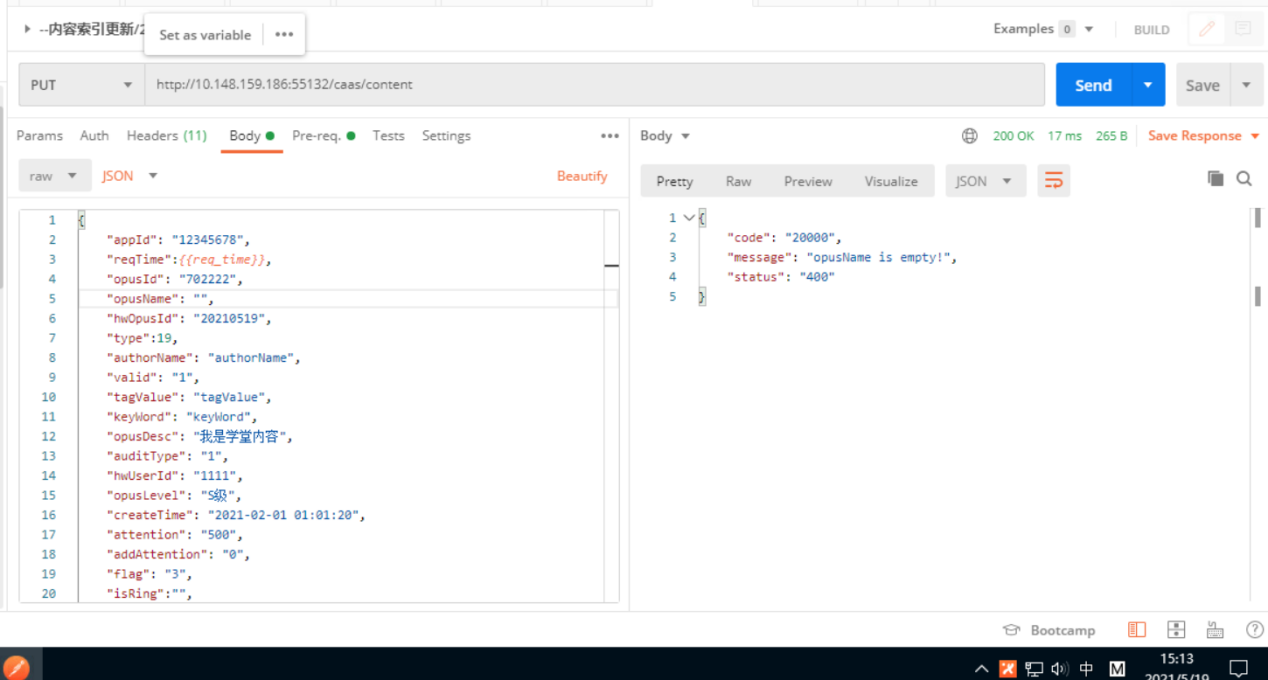 --内容索引更新/2
Set as variable
Examples 0
BUILD
PUT
http://10.148.159.186:55132/caas/content
Send
Save
Params Auth Headers (11) Body Pre-req. Tests Settings
Body
200 OK 17 ms 265 B Save Response
raw JSON
Beautify
Pretty Raw Preview Visualize JSON
1 {
2 "appId": "12345678",
3 "reqTime":{{req_time}},
4 "opusId": "702222",
5 "opusName": "",
6 "hwOpusId": "20210519",
7 "type":19,
8 "authorName": "authorName",
9 "valid": "1",
10 "tagValue": "tagValue",
11 "keyWord": "keyWord",
12 "opusDesc": "我是学堂内容",
13 "auditType": "1",
14 "hwUserId": "1111",
15 "opusLevel": "S级",
16 "createTime": "2021-02-01 01:01:20",
17 "attention": "500",
18 "addAttention": "0",
19 "flag": "3",
20 "isRing":"",
1 {
2 "code": "20000",
3 "message": "opusName is empty!",
4 "status": "400"
5 }
Bootcamp
中
M
15:13
2021/5/19